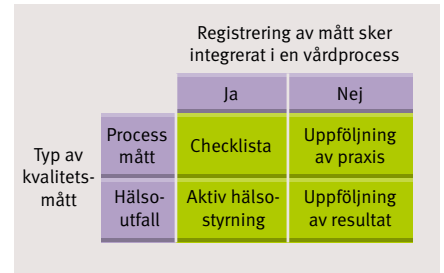 Registrering av mått sker
integrerat i en vårdprocess
Ja
Nej
Typ av
kvalitets-
mått
Process
mått
Checklista
Uppföljning
av praxis
Hälso-
utfall
Aktiv hälso-
styrning
Uppföljning
av resultat